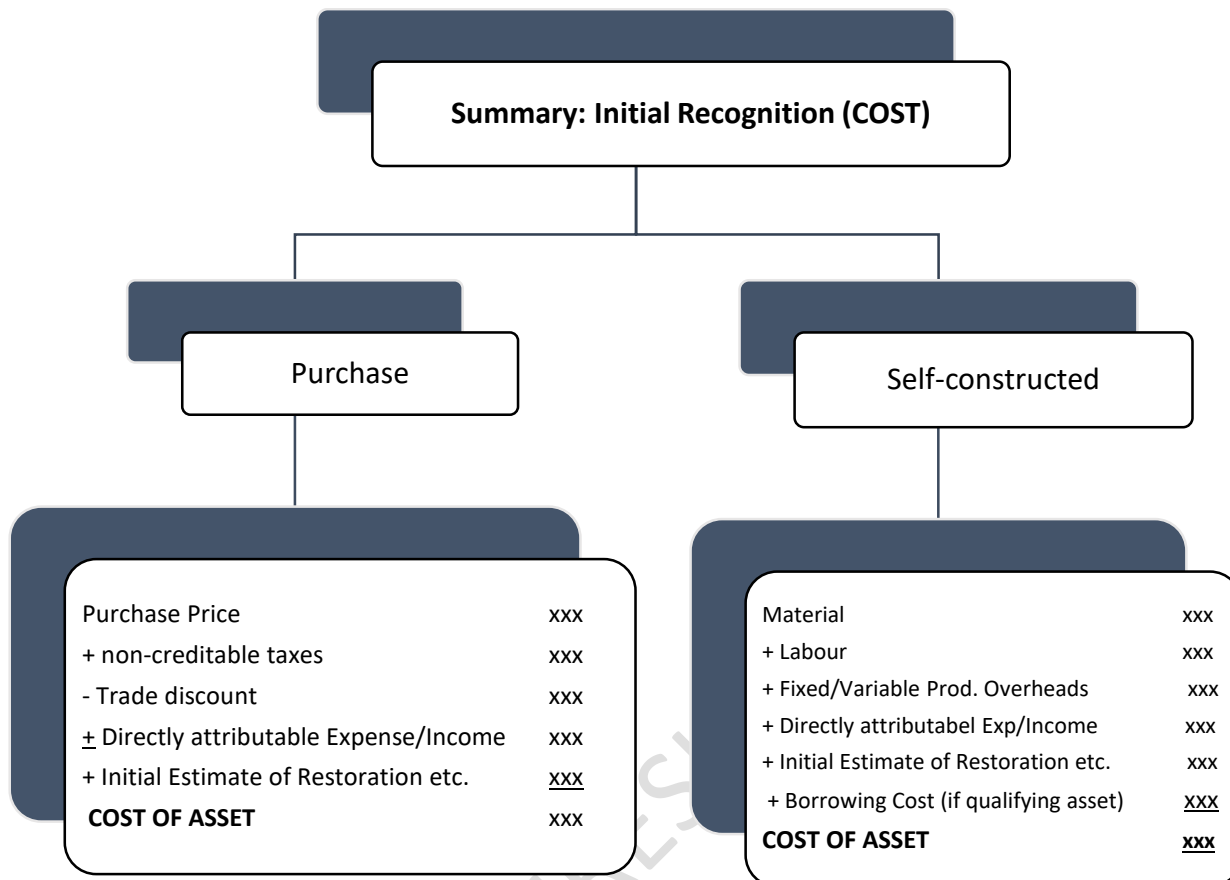 Summary: Initial Recognition (COST)
Purchase
Self-constructed
Purchase Price xxx
+ non-creditable taxes xxx
- Trade discount xxx
+ Directly attributable Expense/Income xxx
+ Initial Estimate of Restoration etc. xxx
COST OF ASSET xxx
Material xxx
+ Labour xxx
+ Fixed/Variable Prod. Overheads xxx
+ Directly attributabel Exp/Income xxx
+ Initial Estimate of Restoration etc. xxx
+ Borrowing Cost (if qualifying asset) xxx
COST OF ASSET xxx